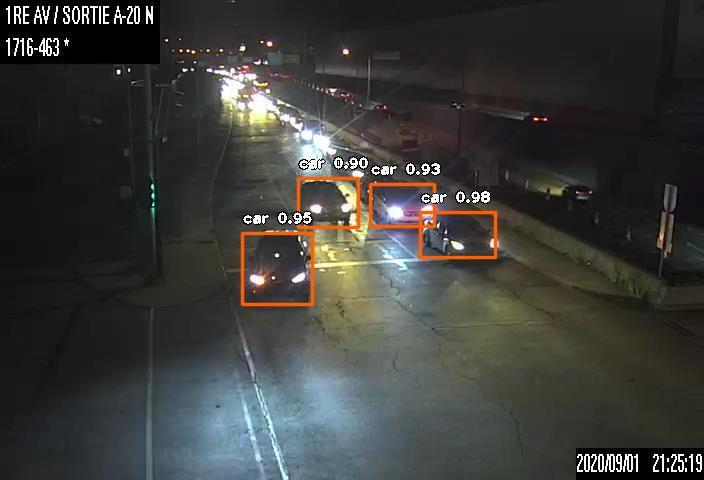 1RE AV / SORTIE A-20 N
1716-463 *
car 0.90
car 0.93
car 0.98
car 0.95
2020/09/01 21:25:19